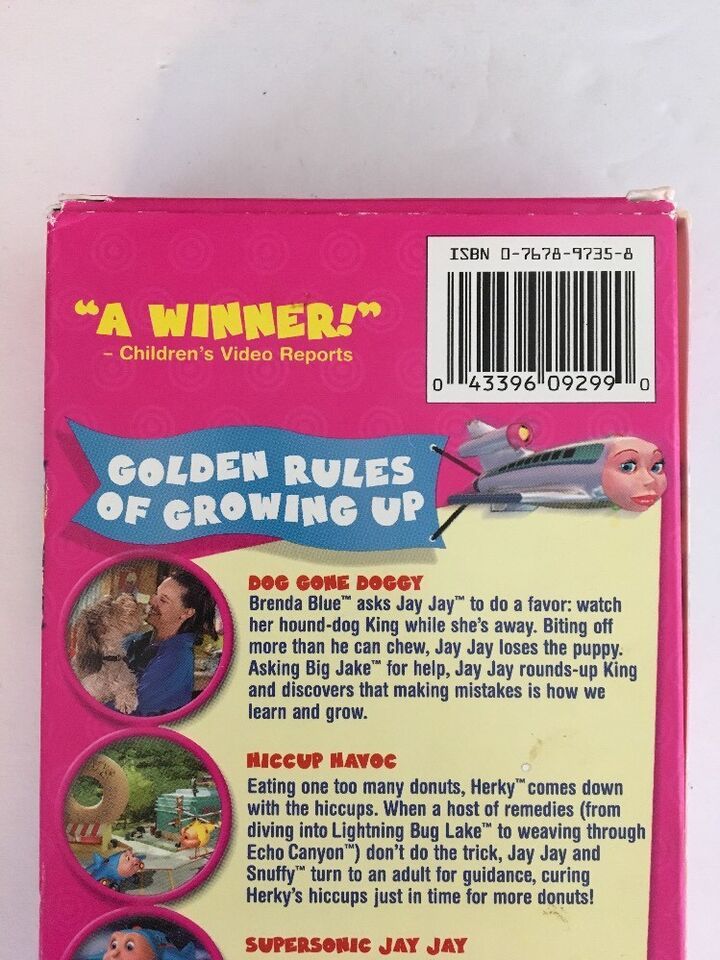 ISBN 0-7678-9735-8
"A WINNER!"
– Children's Video Reports
0 43396 09299 0
GOLDEN RULES
OF GROWING UP
DOG GONE DOGGY
Brenda Blue™ asks Jay Jay™ to do a favor: watch
her hound-dog King while she's away. Biting off
more than he can chew, Jay Jay loses the puppy.
Asking Big Jake™ for help, Jay Jay rounds-up King
and discovers that making mistakes is how we
learn and grow.
HICCUP HAVOC
Eating one too many donuts, Herky™ comes down
with the hiccups. When a host of remedies (from
diving into Lightning Bug Lake™ to weaving through
Echo Canyon™) don't do the trick, Jay Jay and
Snuffy™ turn to an adult for guidance, curing
Herky's hiccups just in time for more donuts!
SUPERSONIC JAY JAY